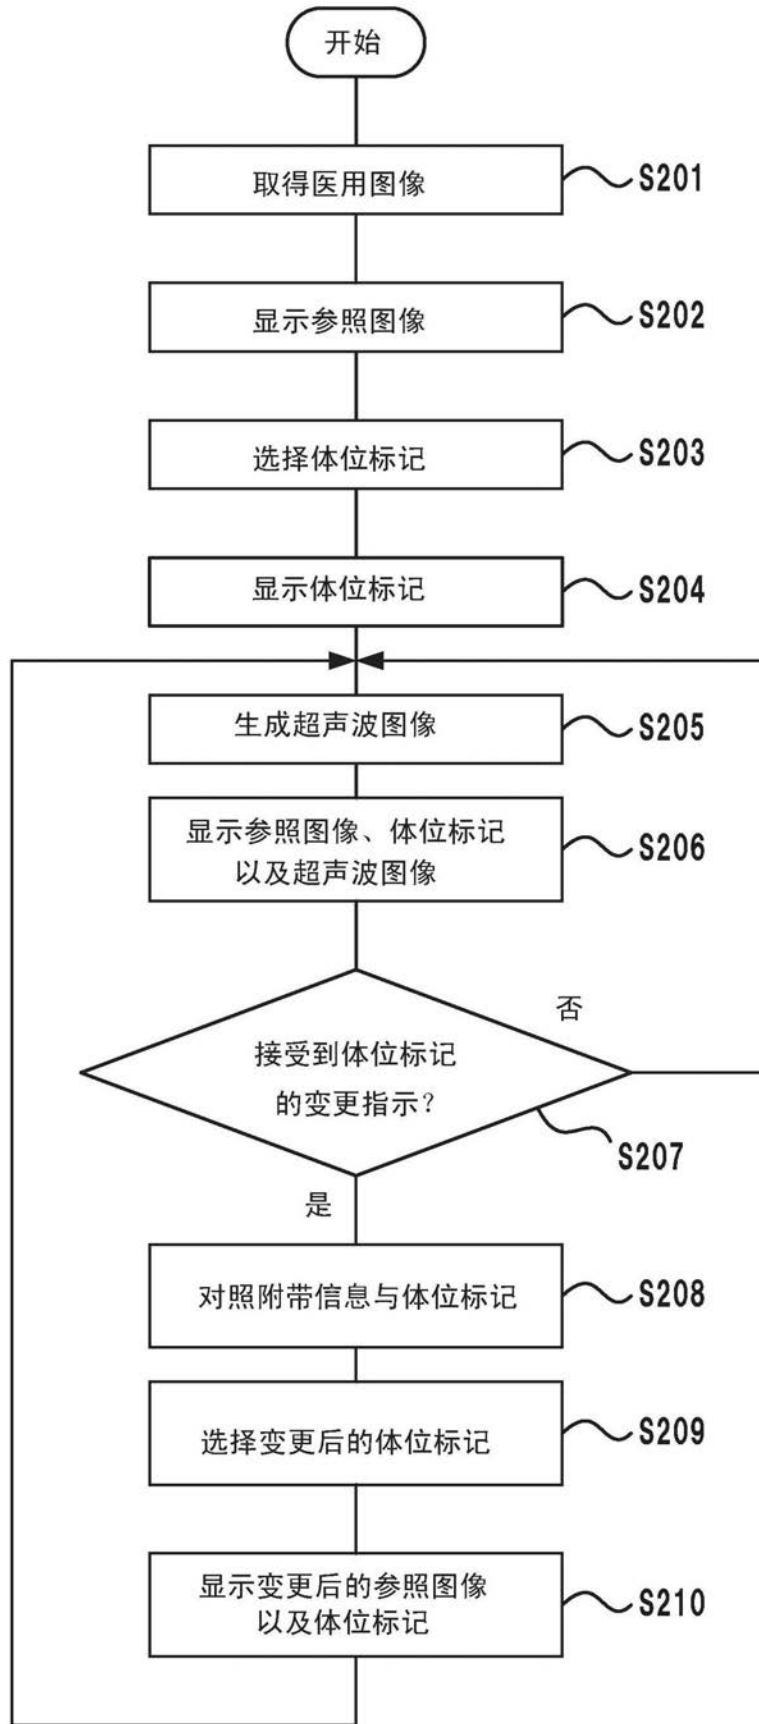 开始
取得医用图像
S201
显示参照图像
S202
选择体位标记
S203
显示体位标记
S204
生成超声波图像
S205
显示参照图像、体位标记
以及超声波图像
S206
否
接受到体位标记
的变更指示?
S207
是
对照附带信息与体位标记
S208
选择变更后的体位标记
S209
显示变更后的参照图像
以及体位标记
S210